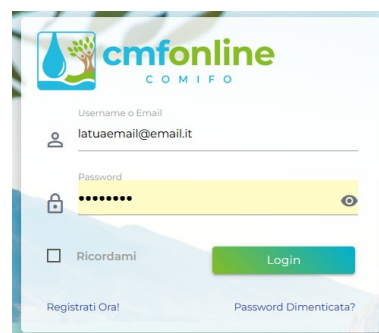 cmfonline
COMIFO
Username o Email
latuaemail@email.it
Password
••••••••
Ricordami
Login
Registrati Ora!
Password Dimenticata?